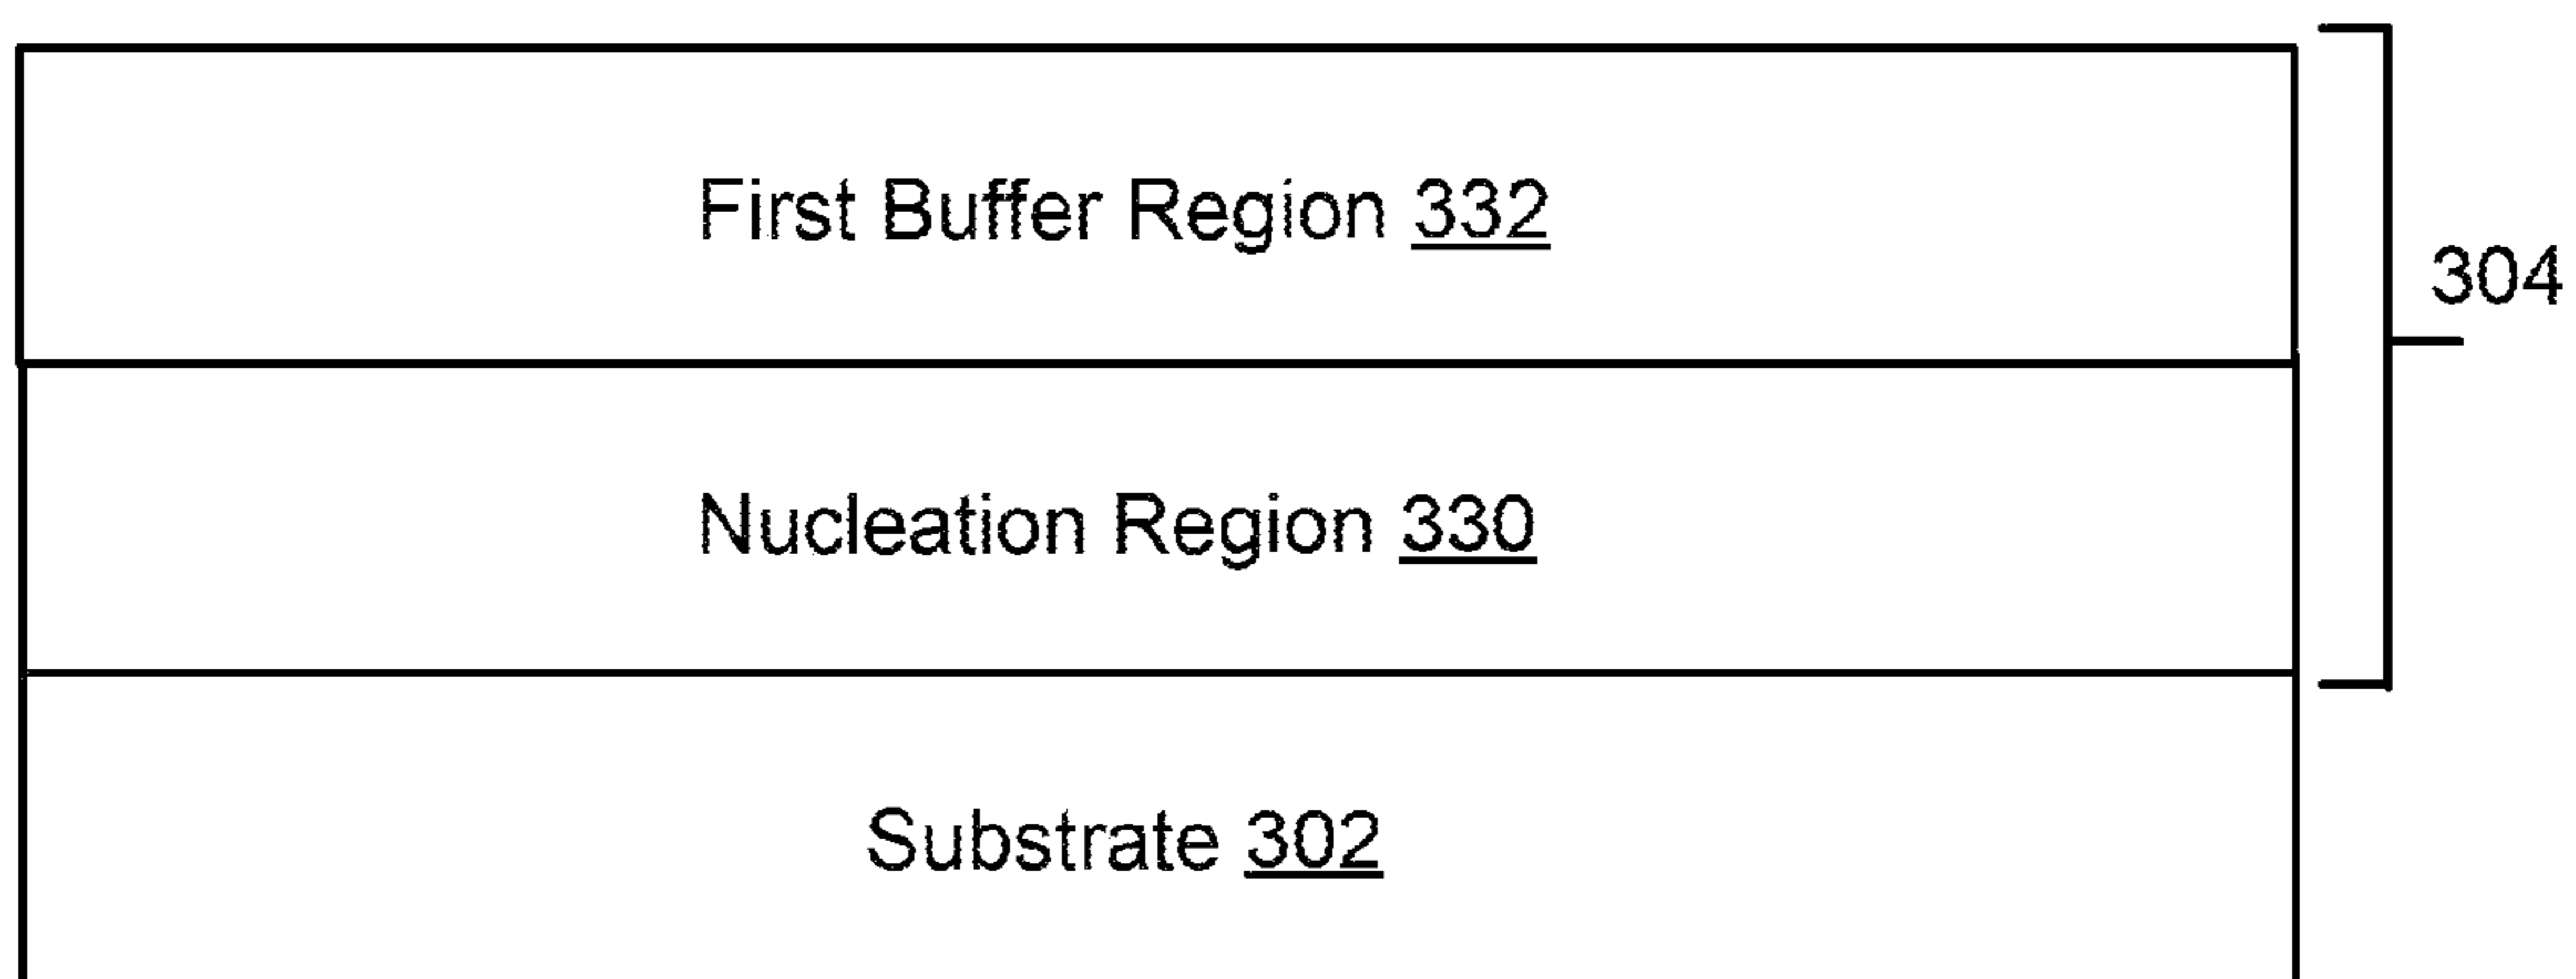 First Buffer Region 332
304
Nucleation Region 330
Substrate 302